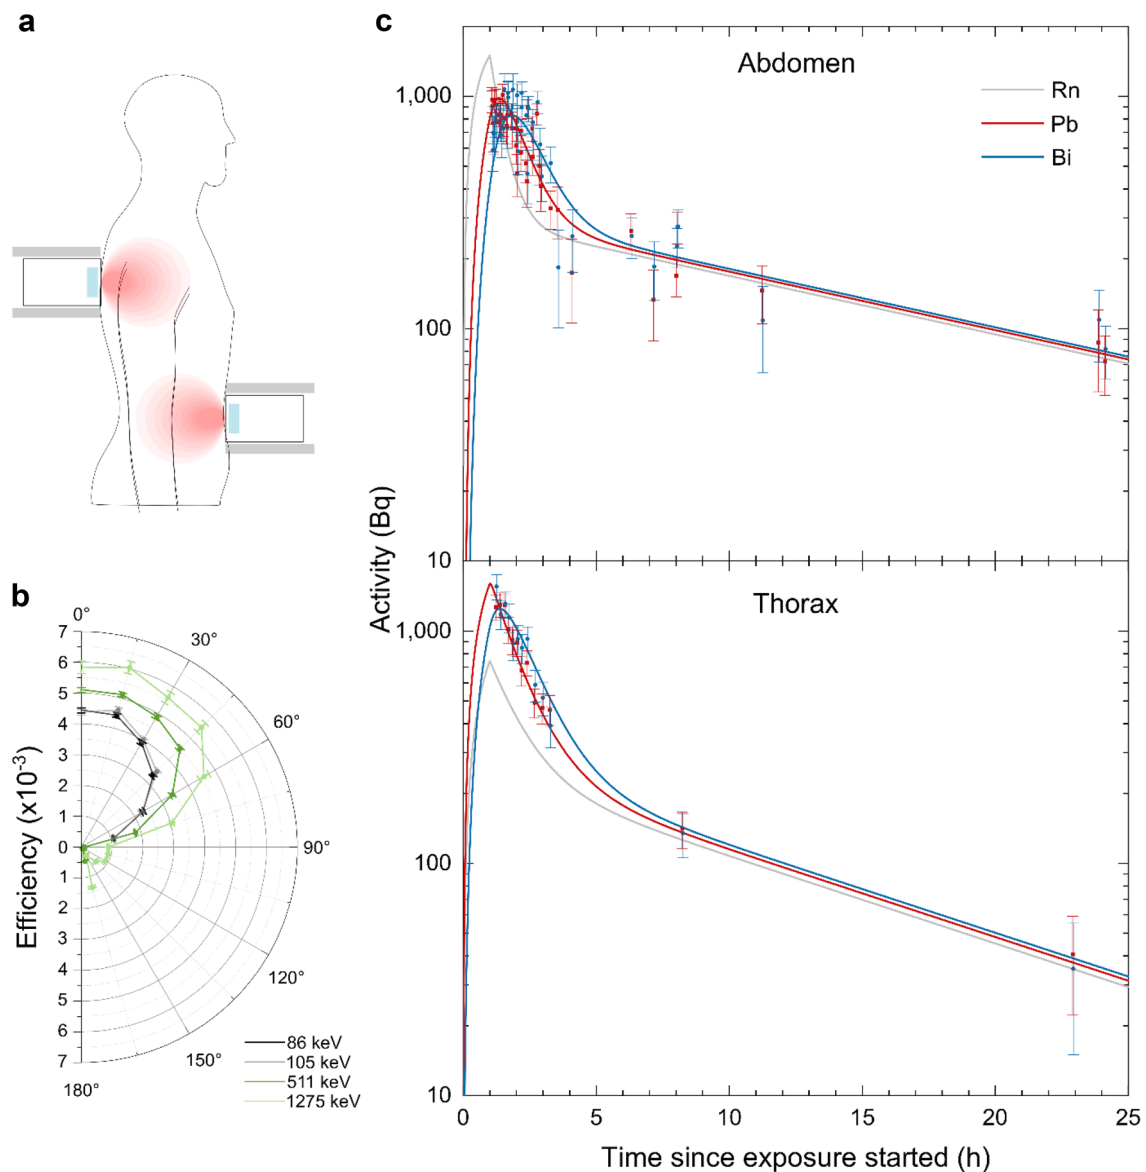 a
c
Abdomen
Rn
Pb
Bi
1,000
100
10
Activity (Bq)
Thorax
1,000
100
10
0
5
10
15
20
25
Time since exposure started (h)
b
0°
30°
60°
90°
120°
150°
180°
7
6
5
4
3
2
1
0
1
2
3
4
5
6
7
Efficiency (x10⁻³)
86 keV
105 keV
511 keV
1275 keV